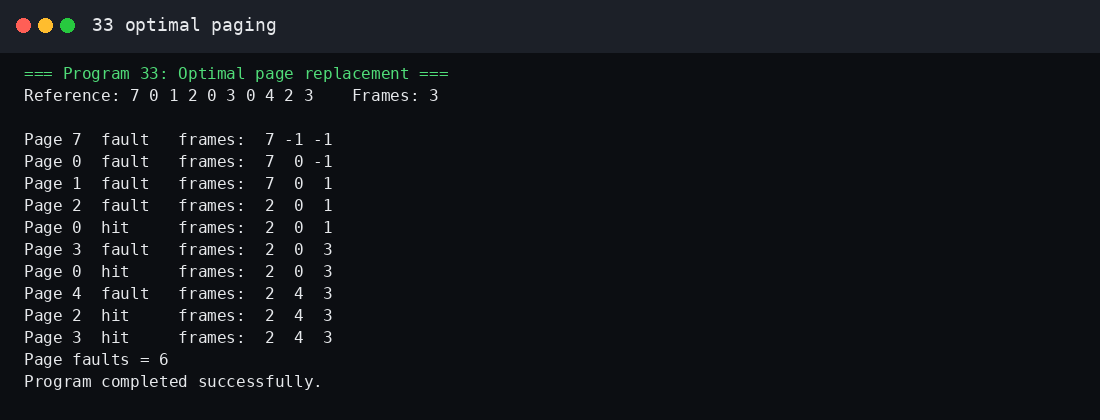 33 optimal paging
=== Program 33: Optimal page replacement ===
Reference: 7 0 1 2 0 3 0 4 2 3    Frames: 3
Page 7  fault   frames:  7 -1 -1
Page 0  fault   frames:  7  0 -1
Page 1  fault   frames:  7  0  1
Page 2  fault   frames:  2  0  1
Page 0  hit     frames:  2  0  1
Page 3  fault   frames:  2  0  3
Page 0  hit     frames:  2  0  3
Page 4  fault   frames:  2  4  3
Page 2  hit     frames:  2  4  3
Page 3  hit     frames:  2  4  3
Page faults = 6
Program completed successfully.